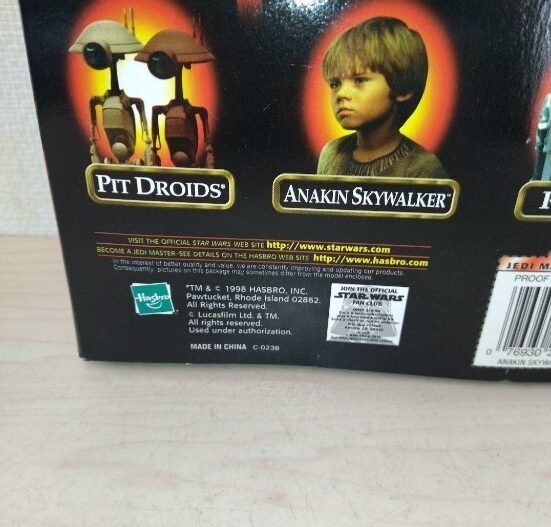 PIT DROIDS®
ANAKIN SKYWALKER™
VISIT THE OFFICIAL STAR WARS WEB SITE http://www.starwars.com
BECOME A JEDI MASTER-SEE DETAILS ON THE HASBRO WEB SITE http://www.hasbro.com
In the interest of better quality and value, we are constantly improving and updating our products.
Consequently, pictures on this package may sometimes differ from the model enclosed.
Hasbro
®TM & © 1998 HASBRO, INC.
Pawtucket, Rhode Island 02862.
All Rights Reserved.
© Lucasfilm Ltd. & TM.
All rights reserved.
Used under authorization.
MADE IN CHINA C-023B
JOIN THE OFFICIAL
STAR WARS
FAN CLUB
JEDI M
PROOF
0 76930
ANAKIN SKYW